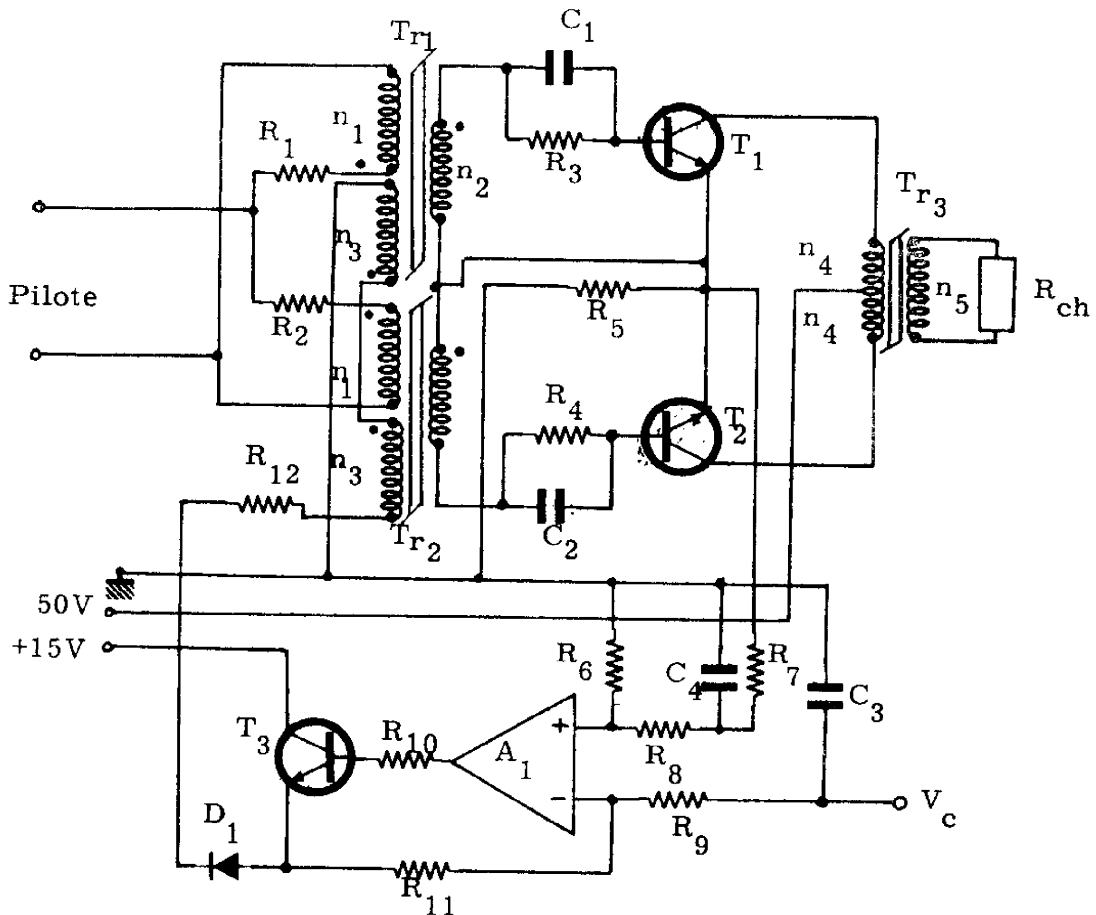 Tr1
C1
n1
R1
n2
R3
T1
Tr3
n3
n4
Pilote
R2
R5
n4
n5
Rch
n1
R4
T2
R12
n3
C2
Tr2
50V
+15V
R6
C4
R7
C3
T3
R10
A1
+
R8
-
Vc
R9
D1
R11